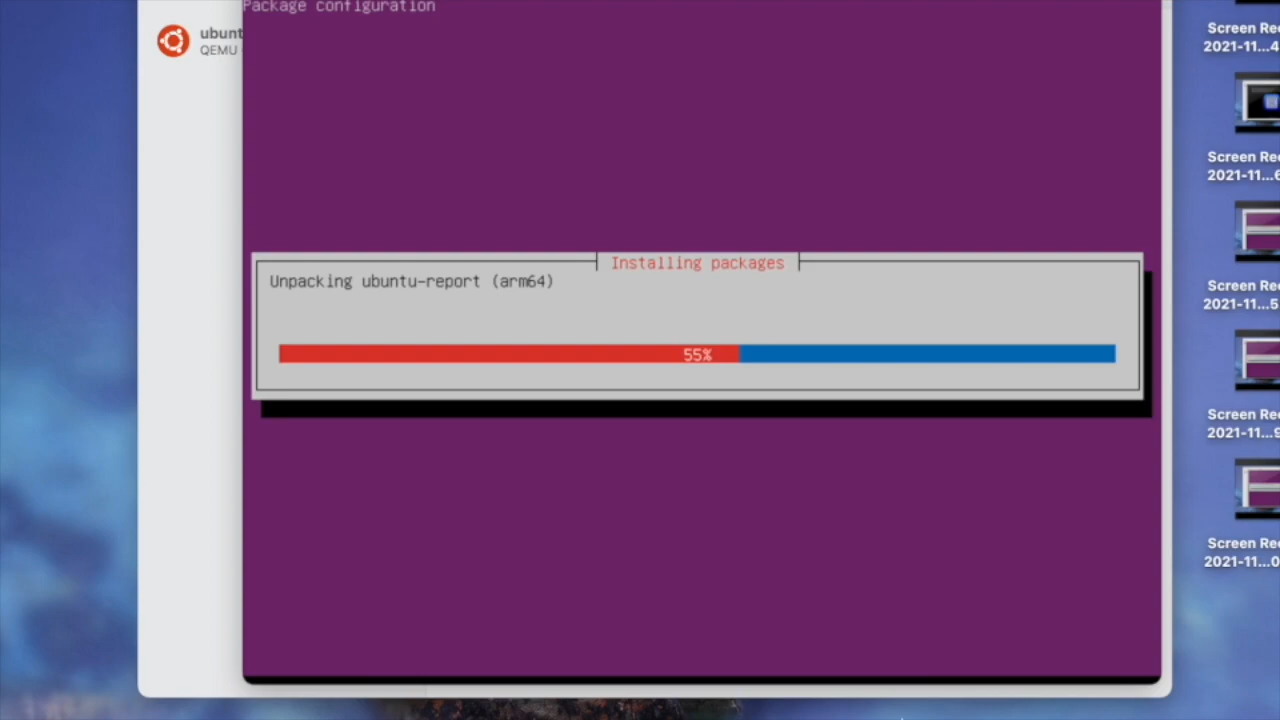 Package configuration
ubunt
QEMU
Installing packages
Unpacking ubuntu-report (arm64)
55%
Screen Re
2021-11...4
Screen Rec
2021-11...6
Screen Rec
2021-11...5
Screen Rec
2021-11...9
Screen Rec
2021-11...0